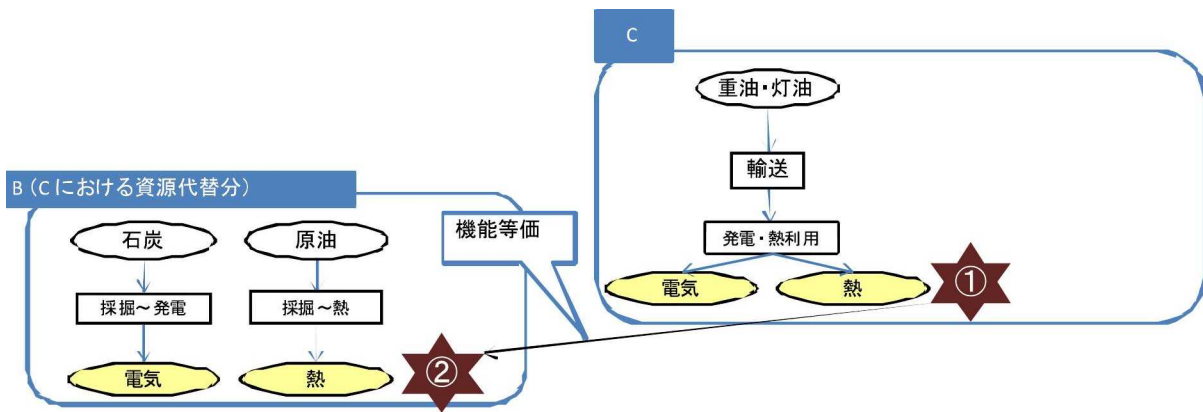 C
重油・灯油
輸送
発電・熱利用
電気
熱
①
B（Cにおける資源代替分）
石炭
原油
採掘～発電
採掘～熱
電気
熱
②
機能等価